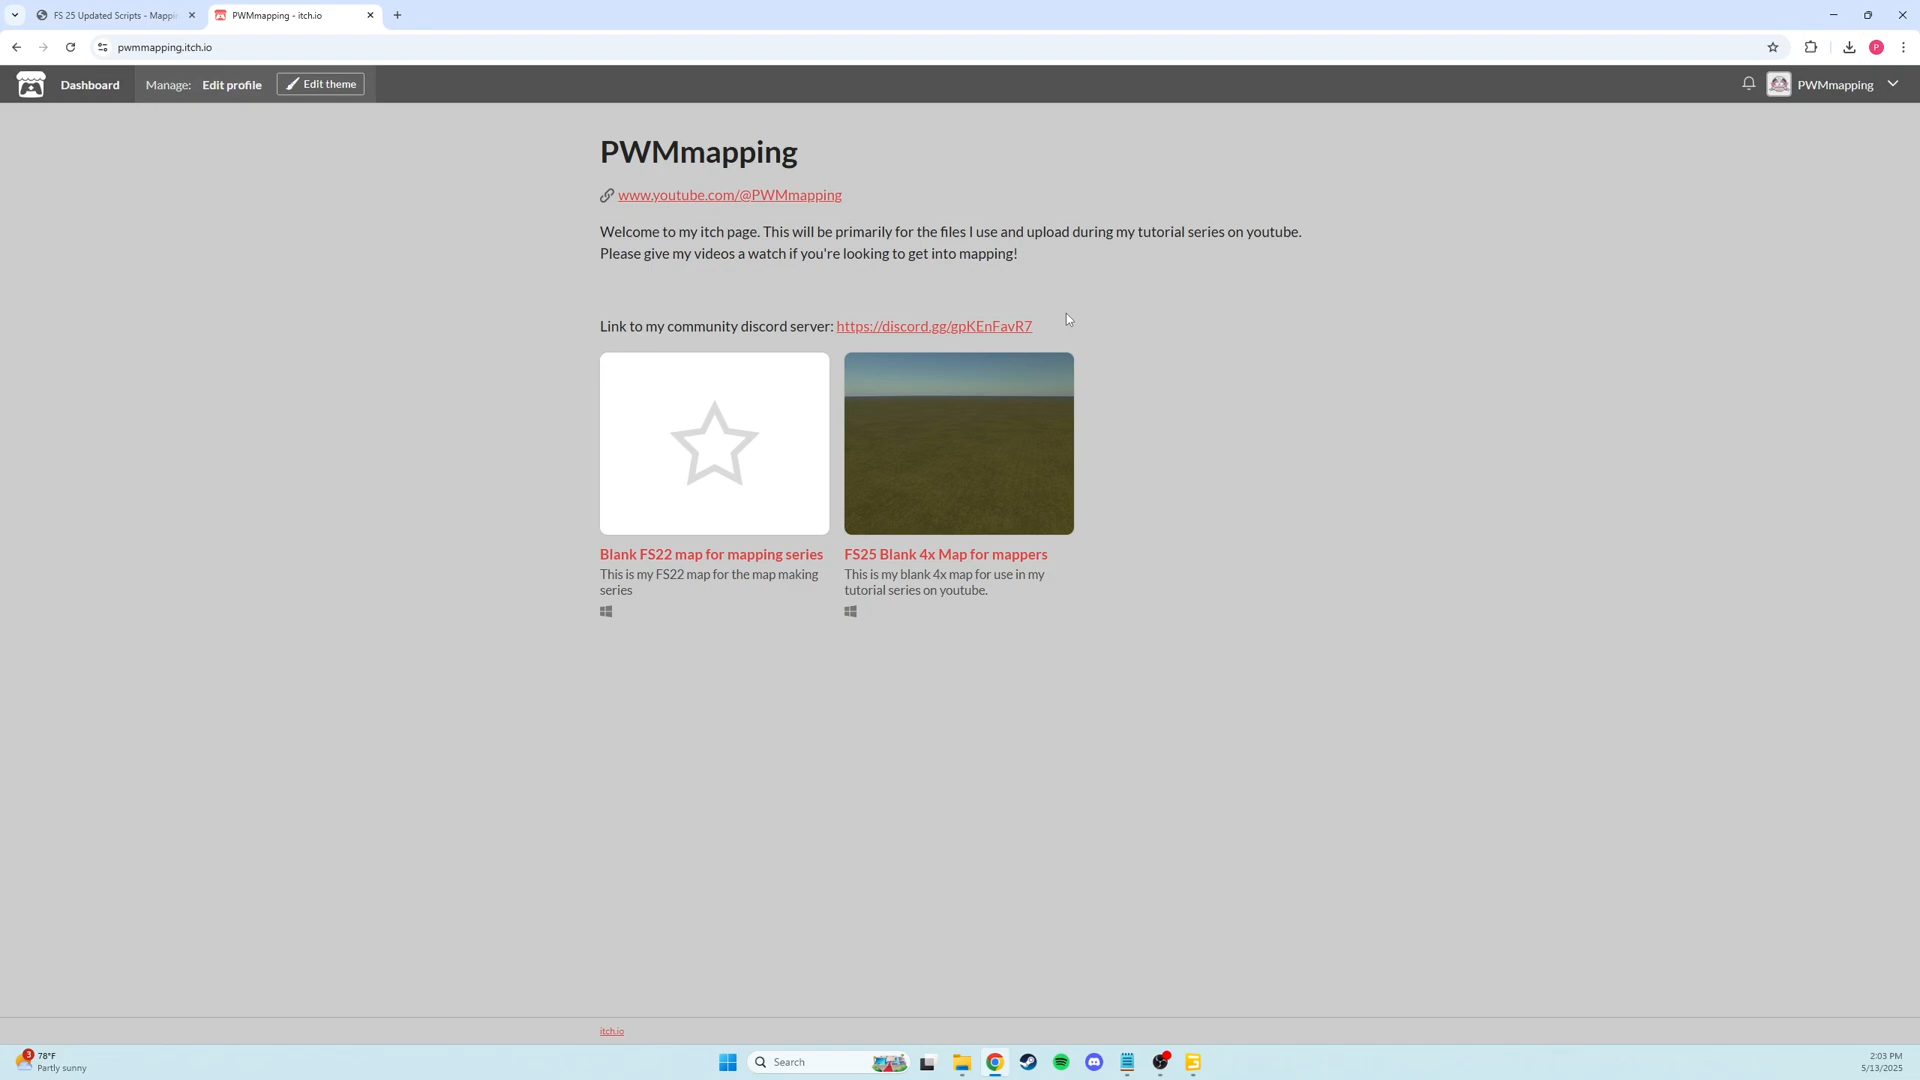 FS 25 Updated Scripts - Mappin
PWMmapping - itch.io
pwmmapping.itch.io
P
Dashboard
Manage:
Edit profile
Edit theme
PWMmapping
PWMmapping
www.youtube.com/@PWMmapping
Welcome to my itch page. This will be primarily for the files I use and upload during my tutorial series on youtube.
Please give my videos a watch if you're looking to get into mapping!
Link to my community discord server: https://discord.gg/gpKEnFavR7
Blank FS22 map for mapping series
This is my FS22 map for the map making
series
FS25 Blank 4x Map for mappers
This is my blank 4x map for use in my
tutorial series on youtube.
itch.io
3
78°F
Partly sunny
Search
2:03 PM
5/13/2025